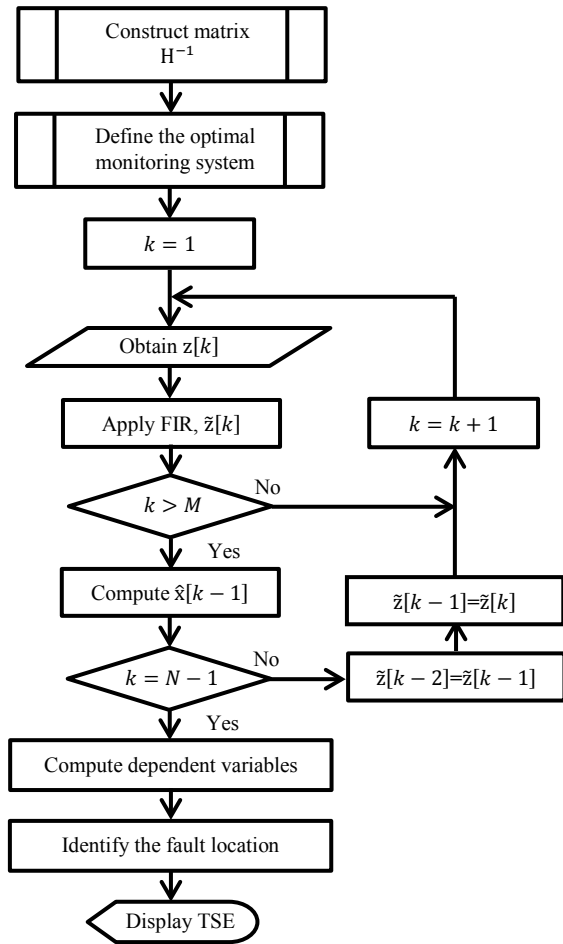 Construct matrix
H⁻¹
Define the optimal
monitoring system
k = 1
Obtain z[k]
Apply FIR, z̃[k]
k = k + 1
k > M
No
Yes
Compute x̂[k − 1]
z̃[k − 1]=z̃[k]
k = N − 1
No
z̃[k − 2]=z̃[k − 1]
Yes
Compute dependent variables
Identify the fault location
Display TSE